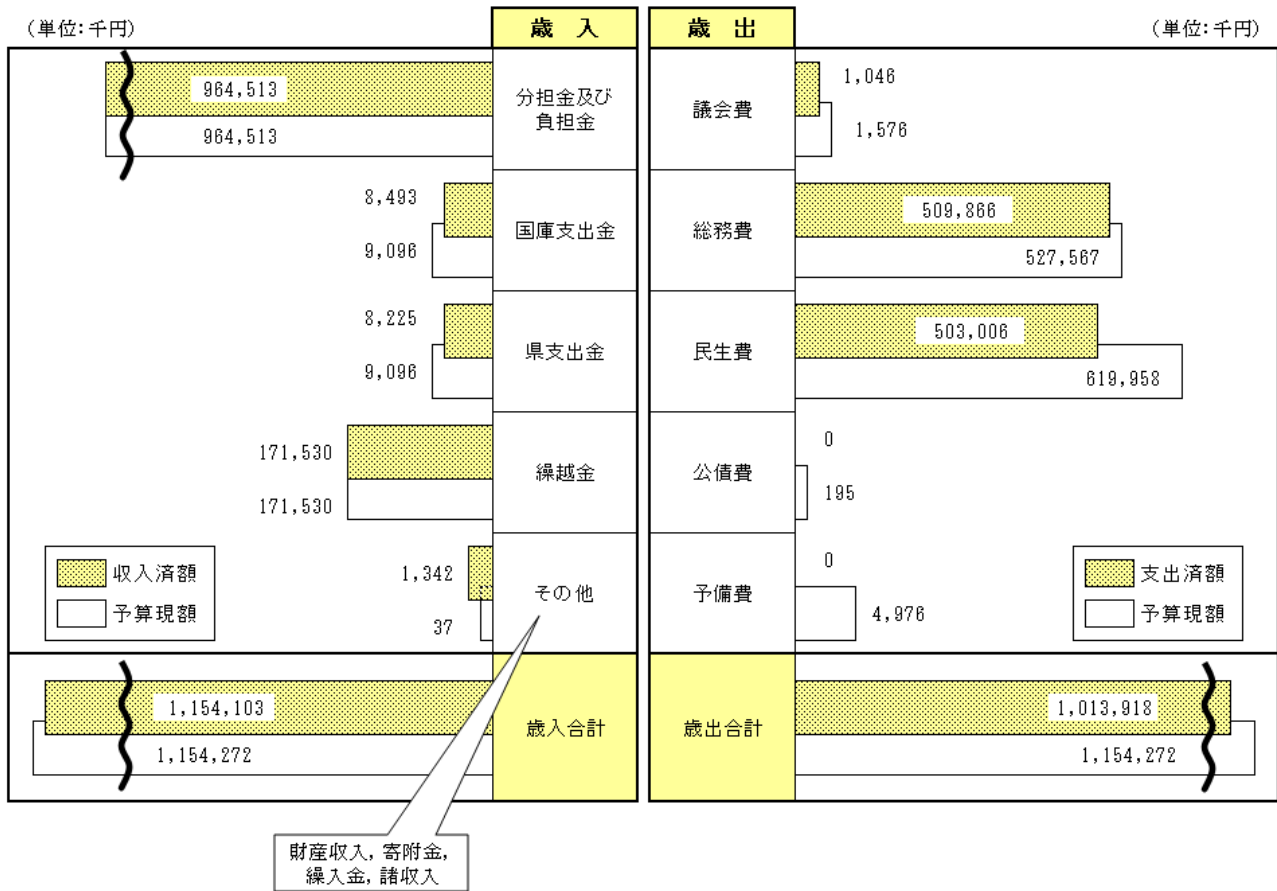 (単位:千円)
歳 入
歳 出
(単位:千円)
964,513
964,513
分担金及び
負担金
議会費
1,046
1,576
8,493
9,096
国庫支出金
総務費
509,866
527,567
8,225
9,096
県支出金
民生費
503,006
619,958
171,530
171,530
繰越金
公債費
0
195
収入済額
予算現額
1,342
37
その他
予備費
0
4,976
支出済額
予算現額
1,154,103
1,154,272
歳入合計
歳出合計
1,013,918
1,154,272
財産収入, 寄附金,
繰入金, 諸収入